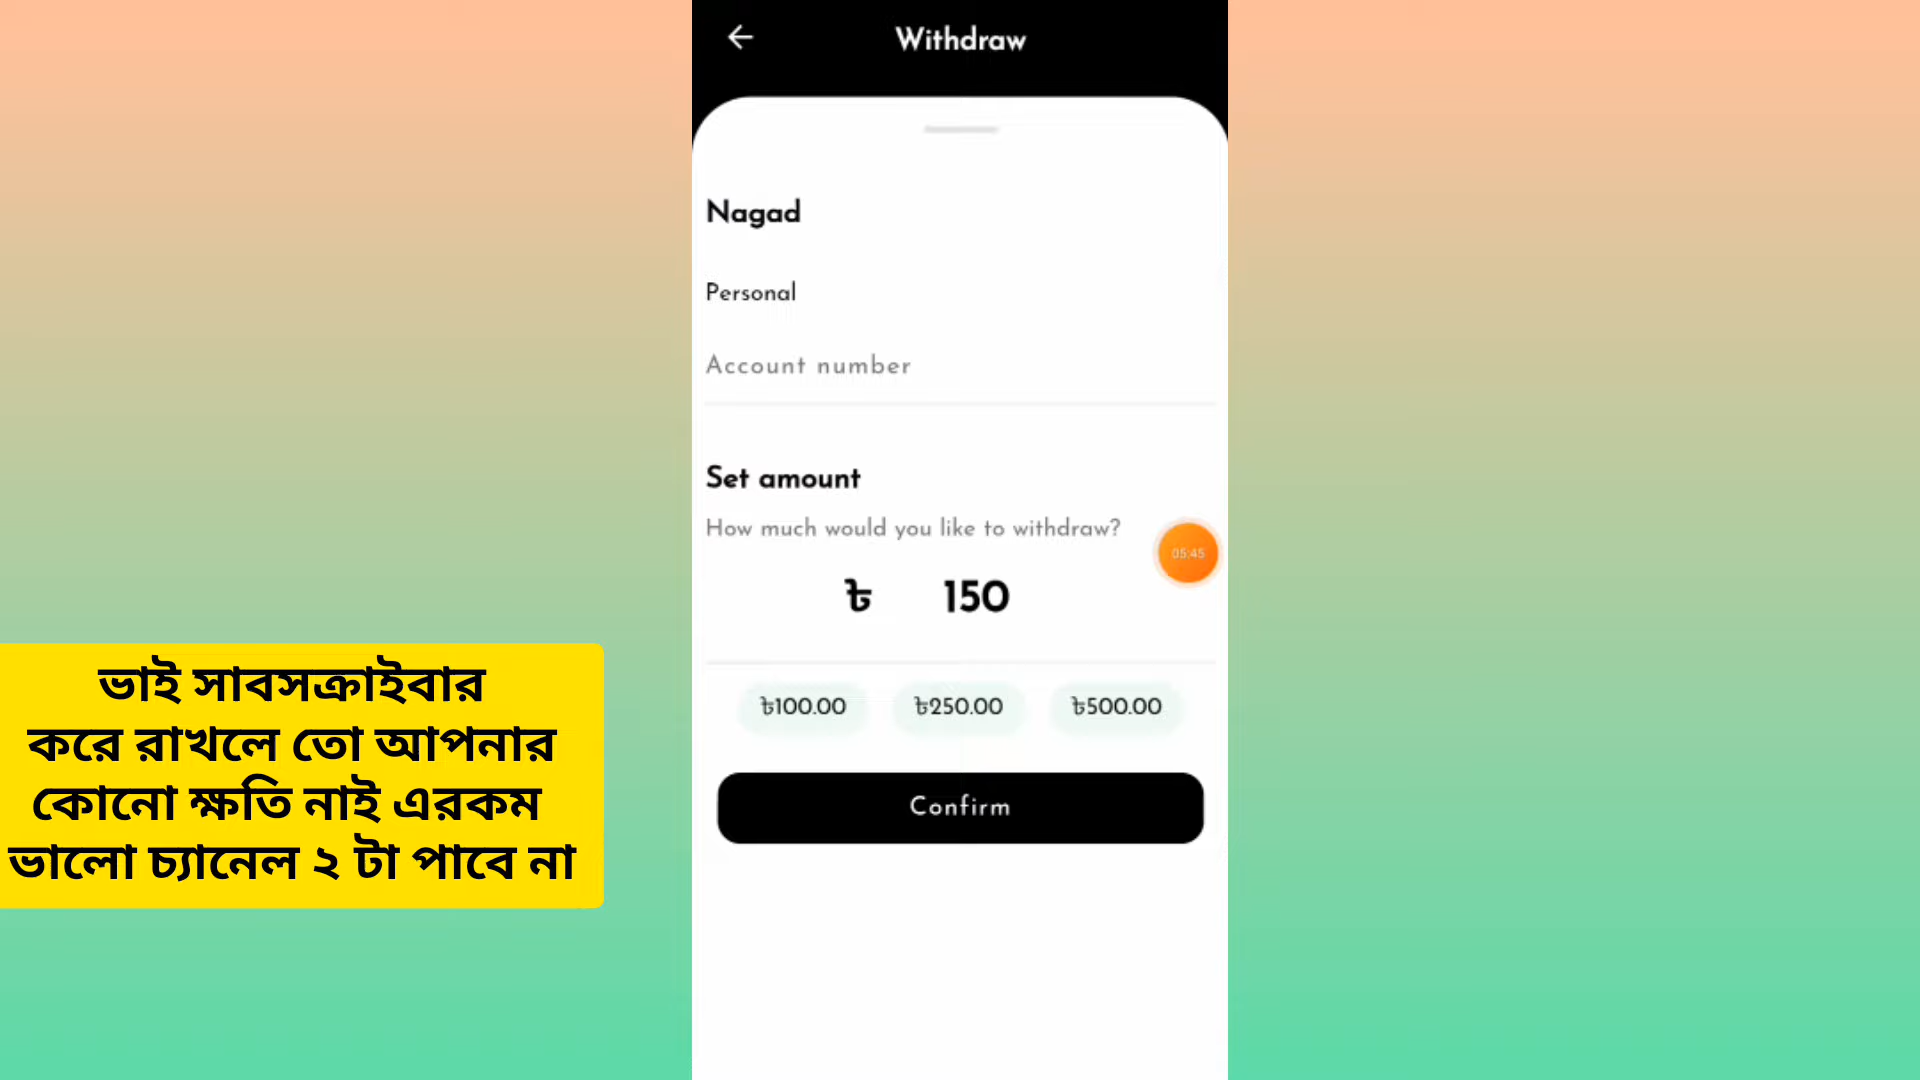 Withdraw
Nagad
Personal
Account number
Set amount
How much would you like to withdraw?
05:45
৳ 150
৳100.00 ৳250.00 ৳500.00
Confirm
ভাই সাবসক্রাইবার
করে রাখলে তো আপনার
কোনো ক্ষতি নাই এরকম
ভালো চ্যানেল ২ টা পাবে না